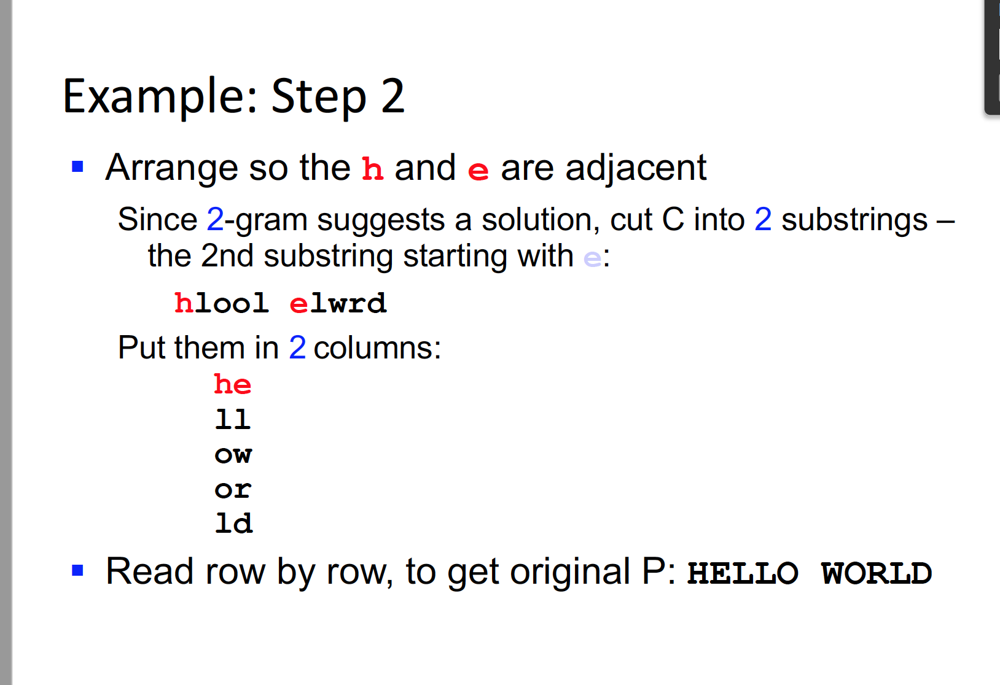 Example: Step 2
Arrange so the h and e are adjacent
Since 2-gram suggests a solution, cut C into 2 substrings –
the 2nd substring starting with e:
hlool elwrd
Put them in 2 columns:
he
ll
ow
or
ld
Read row by row, to get original P: HELLO WORLD